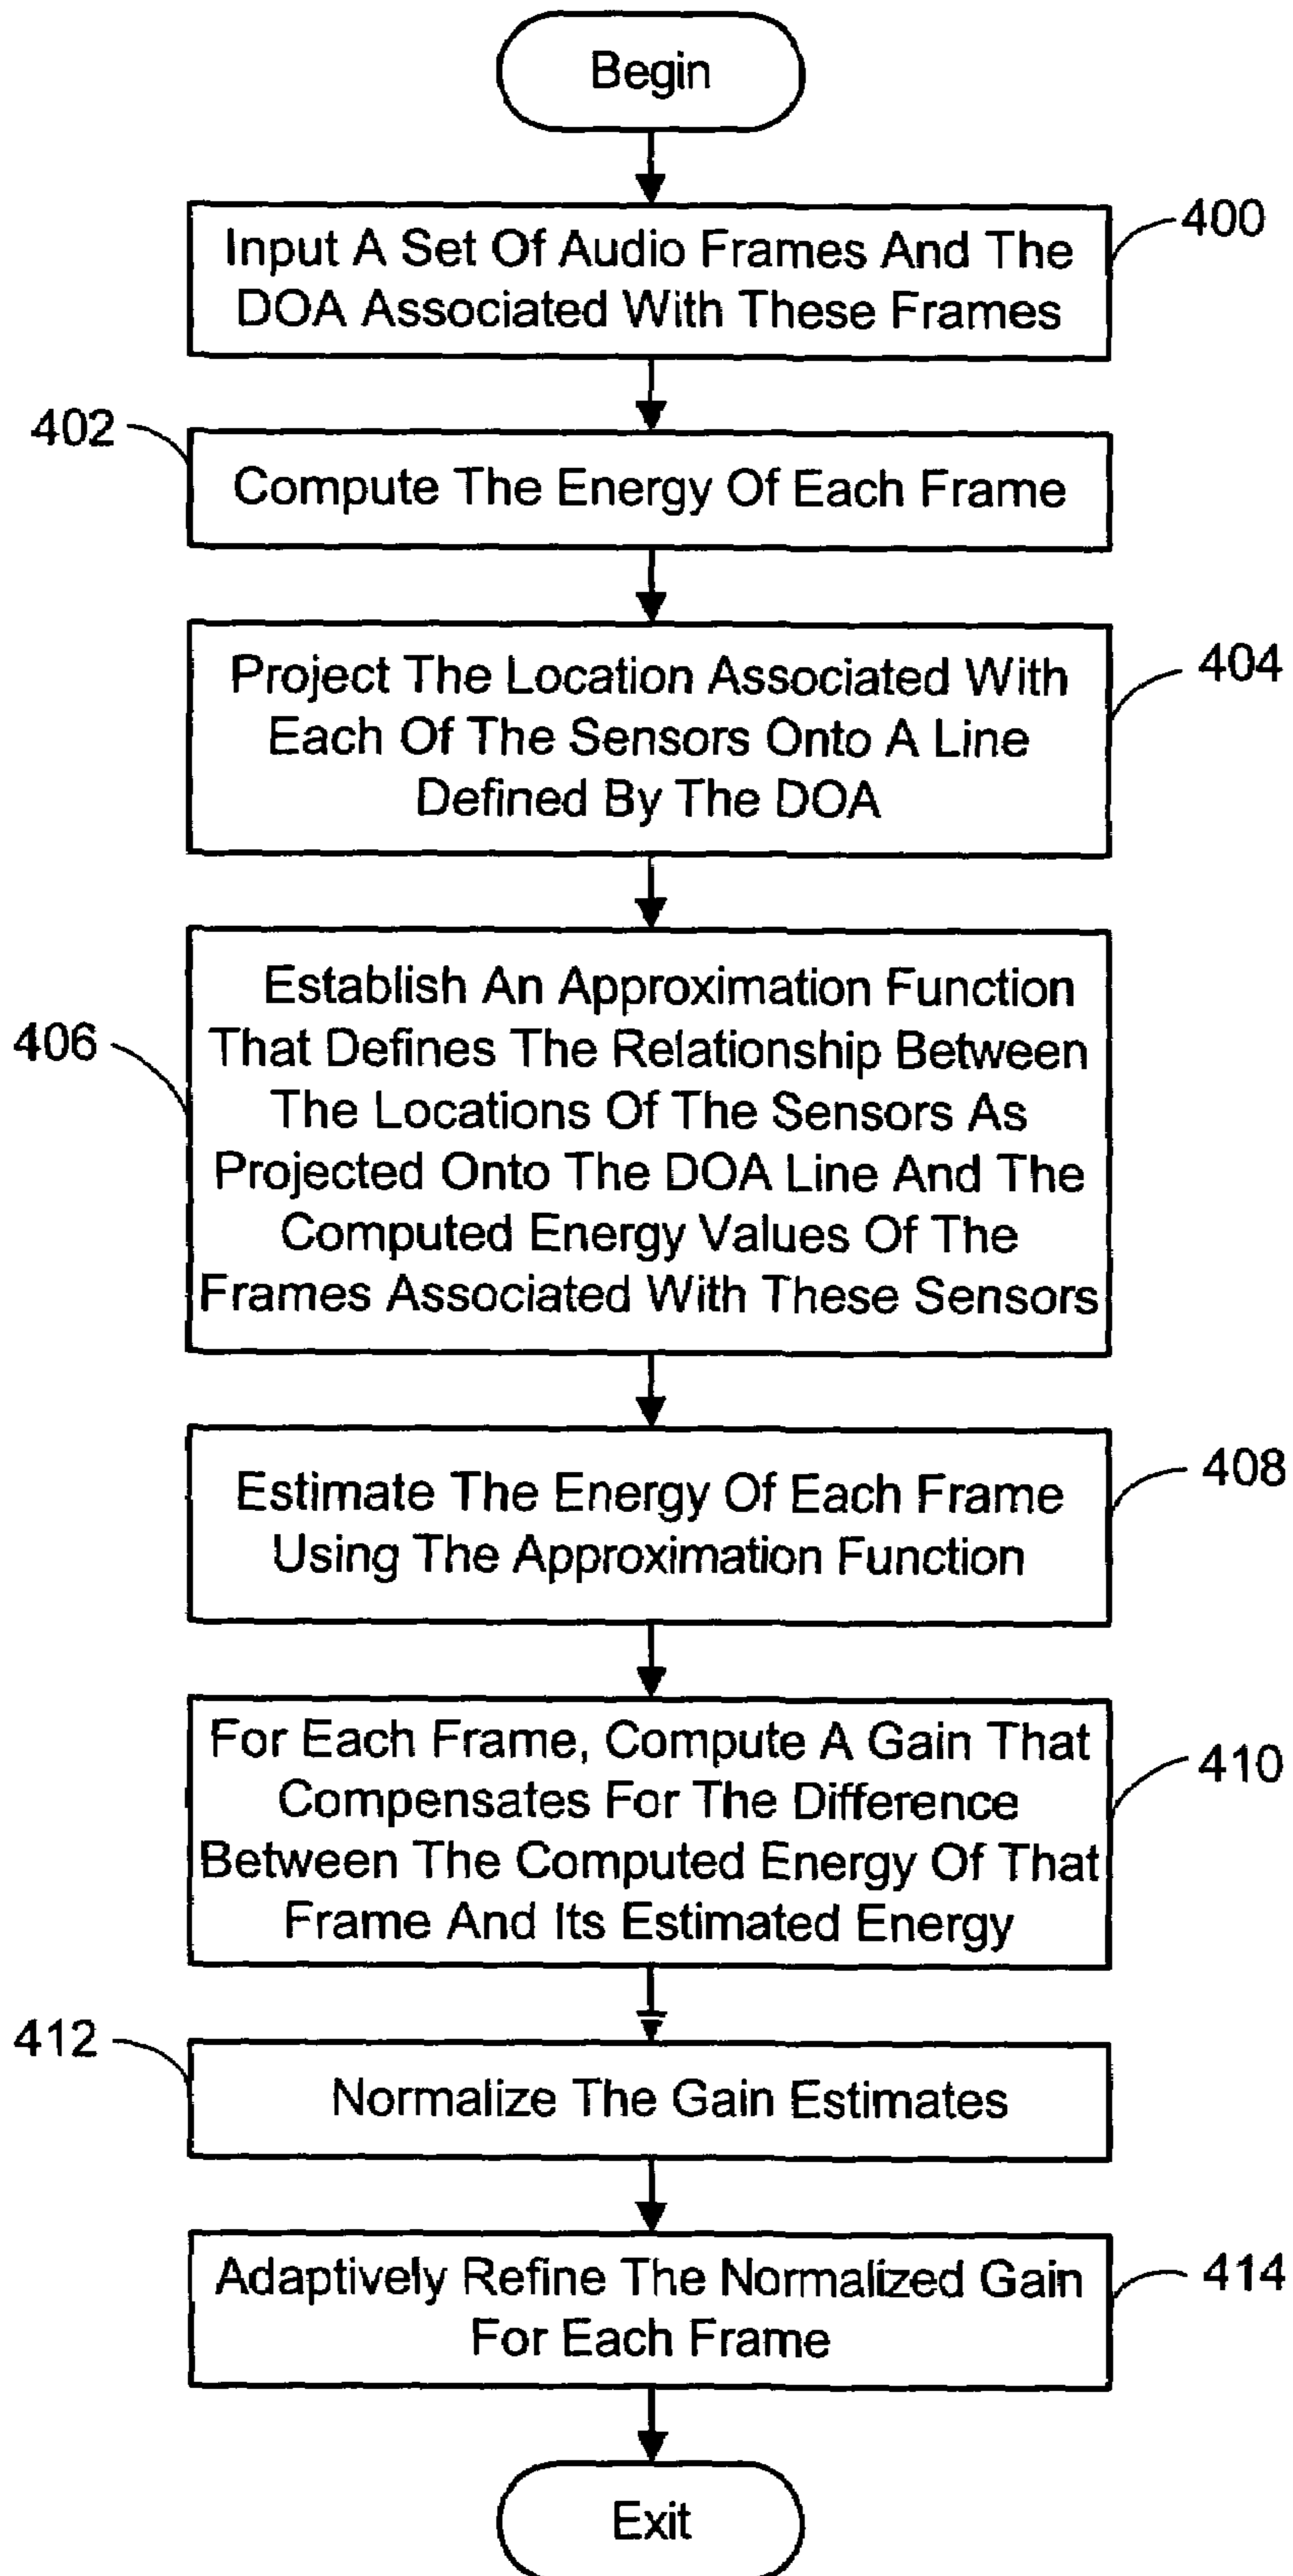 Begin
Input A Set Of Audio Frames And The
DOA Associated With These Frames
400
402
Compute The Energy Of Each Frame
Project The Location Associated With
Each Of The Sensors Onto A Line
Defined By The DOA
404
406
Establish An Approximation Function
That Defines The Relationship Between
The Locations Of The Sensors As
Projected Onto The DOA Line And The
Computed Energy Values Of The
Frames Associated With These Sensors
Estimate The Energy Of Each Frame
Using The Approximation Function
408
For Each Frame, Compute A Gain That
Compensates For The Difference
Between The Computed Energy Of That
Frame And Its Estimated Energy
410
412
Normalize The Gain Estimates
Adaptively Refine The Normalized Gain
For Each Frame
414
Exit